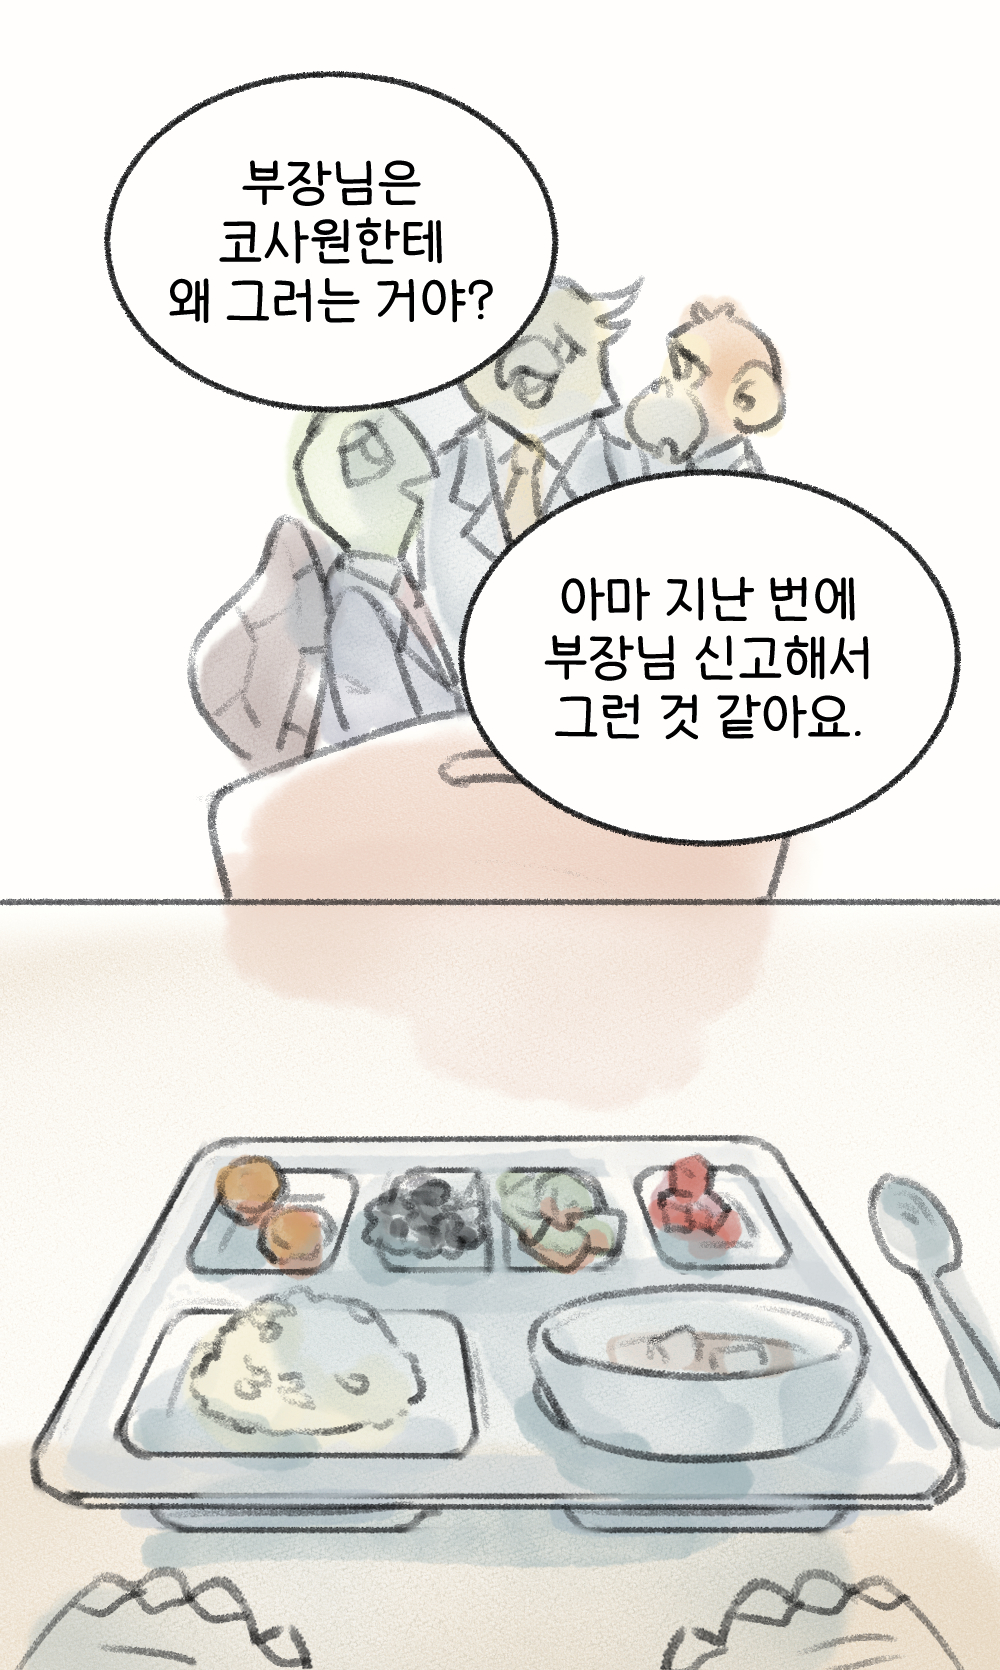 부장님은
코사원한테
왜 그러는 거야?
아마 지난 번에
부장님 신고해서
그런 것 같아요.